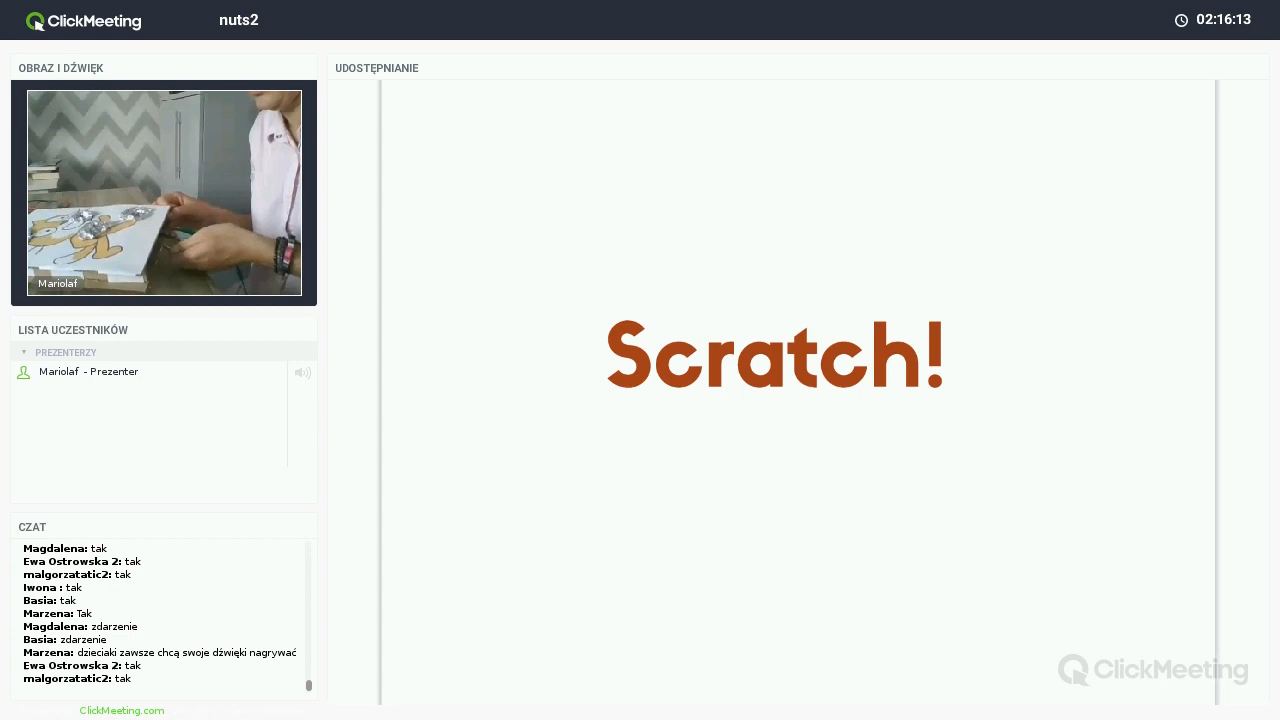 ClickMeeting
nuts2
02:16:13
OBRAZ I DŹWIĘK
Mariolaf
LISTA UCZESTNIKÓW
PREZENTERZY
Mariolaf - Prezenter
CZAT
Magdalena: tak
Ewa Ostrowska 2: tak
malgorzatatic2: tak
Iwona : tak
Basia: tak
Marzena: Tak
Magdalena: zdarzenie
Basia: zdarzenie
Marzena: dzieciaki zawsze chcą swoje dźwięki nagrywać
Ewa Ostrowska 2: tak
malgorzatatic2: tak
ClickMeeting.com
UDOSTĘPNIANIE
Scratch!
ClickMeeting